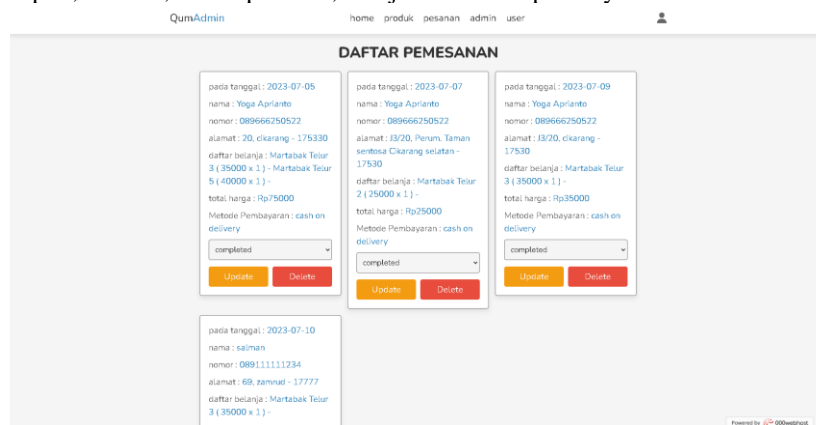 QumAdmin
home produk pesanan admin user
DAFTAR PEMESANAN
pada tanggal : 2023-07-05
nama : Yoga Aprianto
nomor : 089666250522
alamat : 20, cikarang - 175330
daftar belanja : Martabak Telur
3 ( 35000 x 1 ) - Martabak Telur
5 ( 40000 x 1 ) -
total harga : Rp75000
Metode Pembayaran : cash on
delivery
completed
Update Delete
pada tanggal : 2023-07-07
nama : Yoga Aprianto
nomor : 089666250522
alamat : J3/20, Perum. Taman
sentosa Cikarang selatan -
17530
daftar belanja : Martabak Telur
2 ( 25000 x 1 ) -
total harga : Rp25000
Metode Pembayaran : cash on
delivery
completed
Update Delete
pada tanggal : 2023-07-09
nama : Yoga Aprianto
nomor : 089666250522
alamat : J3/20, cikarang -
17530
daftar belanja : Martabak Telur
3 ( 35000 x 1 ) -
total harga : Rp35000
Metode Pembayaran : cash on
delivery
completed
Update Delete
pada tanggal : 2023-07-10
nama : salman
nomor : 089111111234
alamat : 69, zamrud - 17777
daftar belanja : Martabak Telur
3 ( 35000 x 1 ) -
Powered by 000webhost